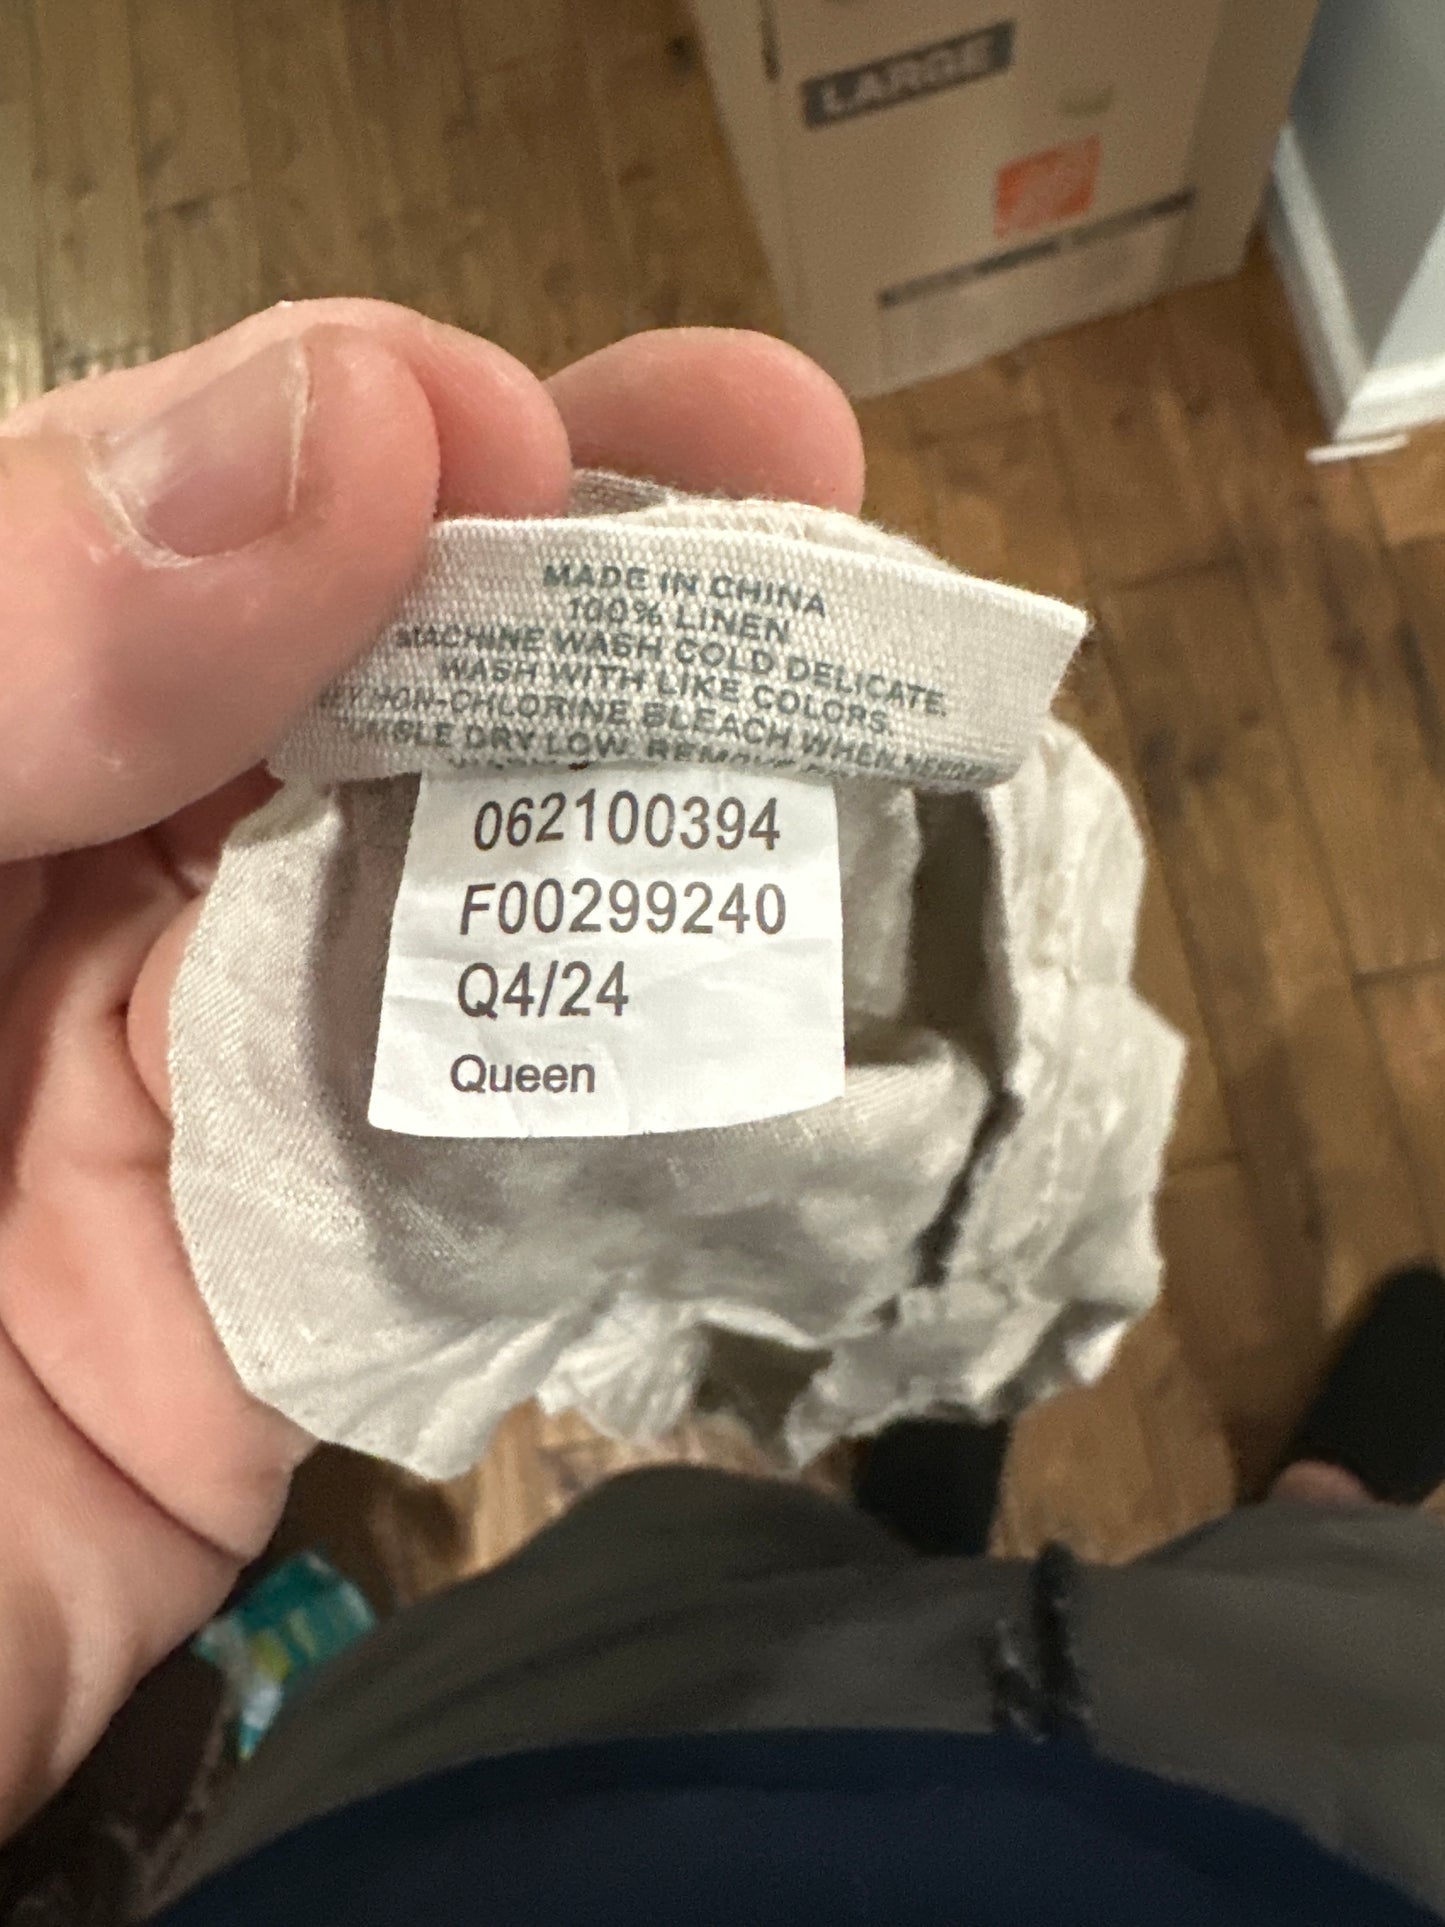 LARGE
MADE IN CHINA
100% LINEN
MACHINE WASH COLD DELICATE.
WASH WITH LIKE COLORS.
NON-CHLORINE BLEACH WHEN NEEDED
TUMBLE DRY LOW. REMOVE
062100394
F00299240
Q4/24
Queen